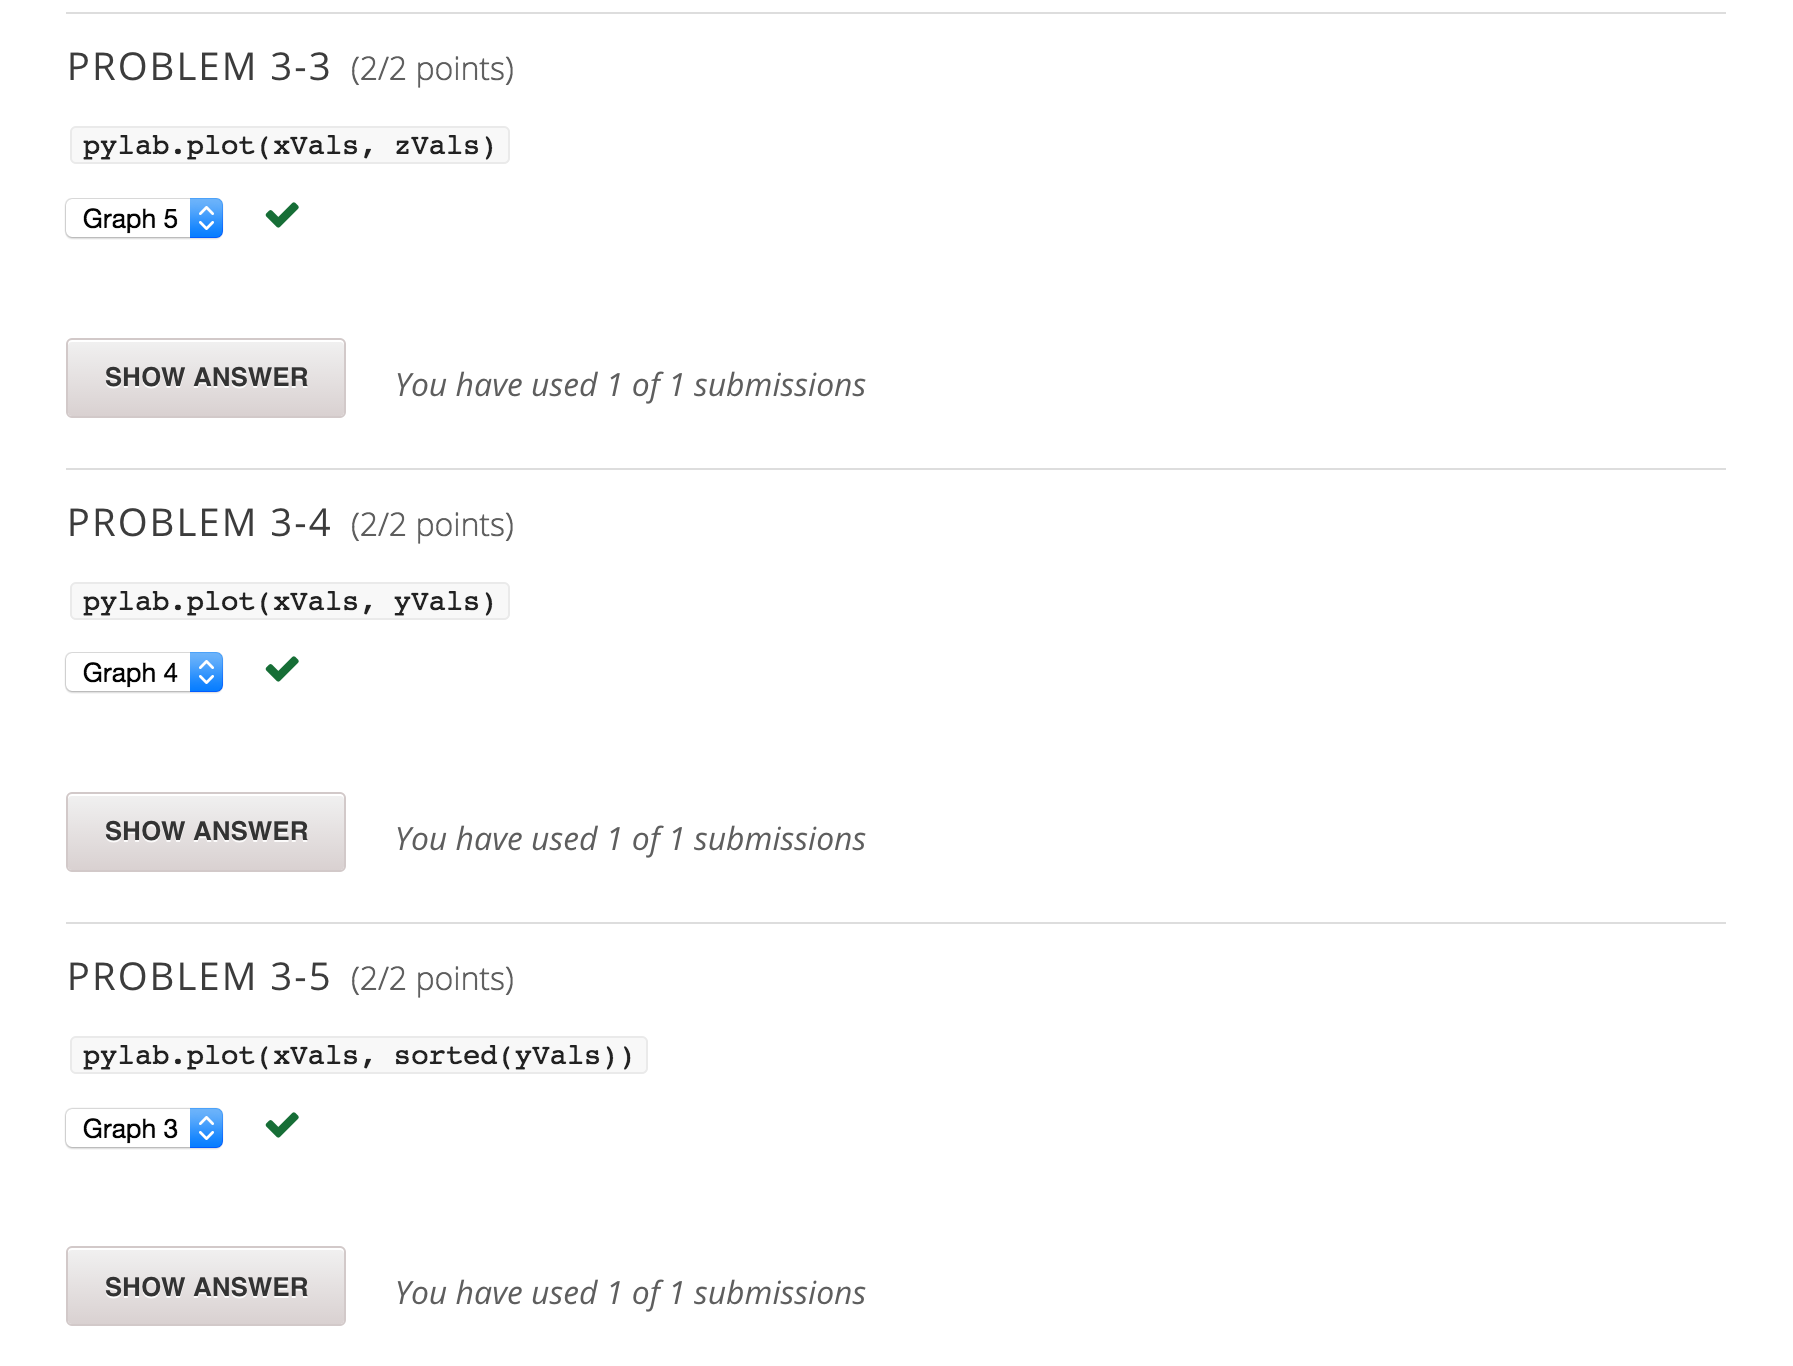 PROBLEM 3-3 (2/2 points)
pylab.plot(xVals, zVals)
Graph 5
SHOW ANSWER You have used 1 of 1 submissions
PROBLEM 3-4 (2/2 points)
pylab.plot(xVals, yVals)
Graph 4
SHOW ANSWER You have used 1 of 1 submissions
PROBLEM 3-5 (2/2 points)
pylab.plot(xVals, sorted(yVals))
Graph 3
SHOW ANSWER You have used 1 of 1 submissions